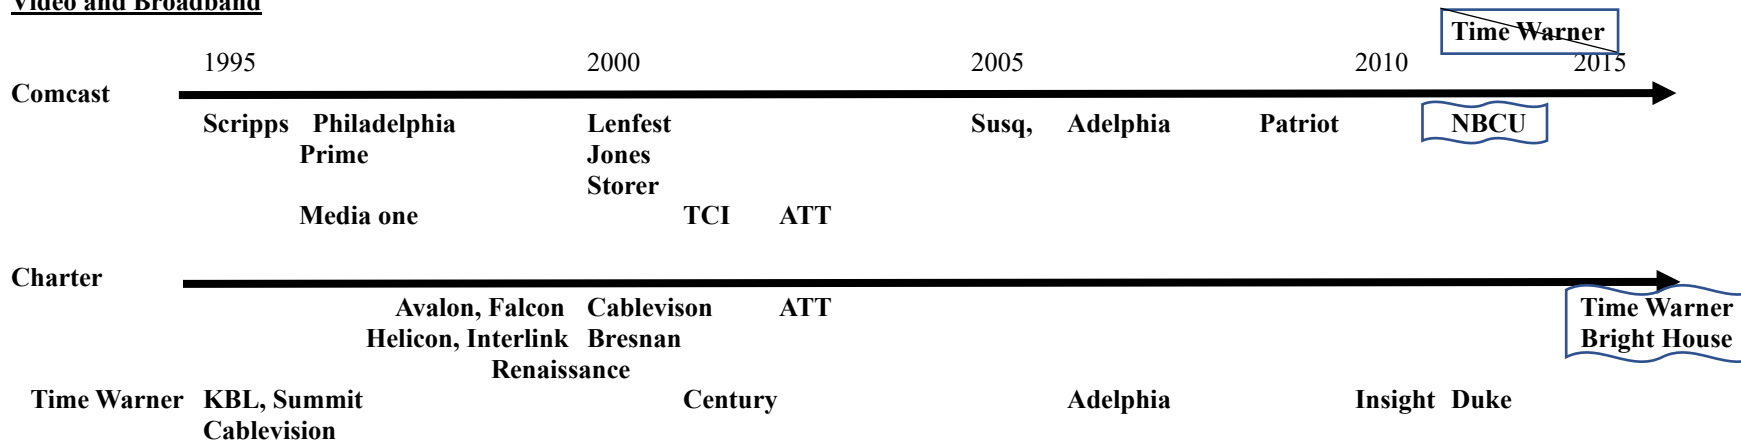 Video and Broadband
Time Warner
1995 2000 2005 2010 2015
Comcast
Scripps Philadelphia Lenfest Susq, Adelphia Patriot NBCU
Prime Jones
Storer
Media one TCI ATT
Charter
Avalon, Falcon Cablevison ATT Time Warner
Helicon, Interlink Bresnan Bright House
Renaissance
Time Warner KBL, Summit Century Adelphia Insight Duke
Cablevision